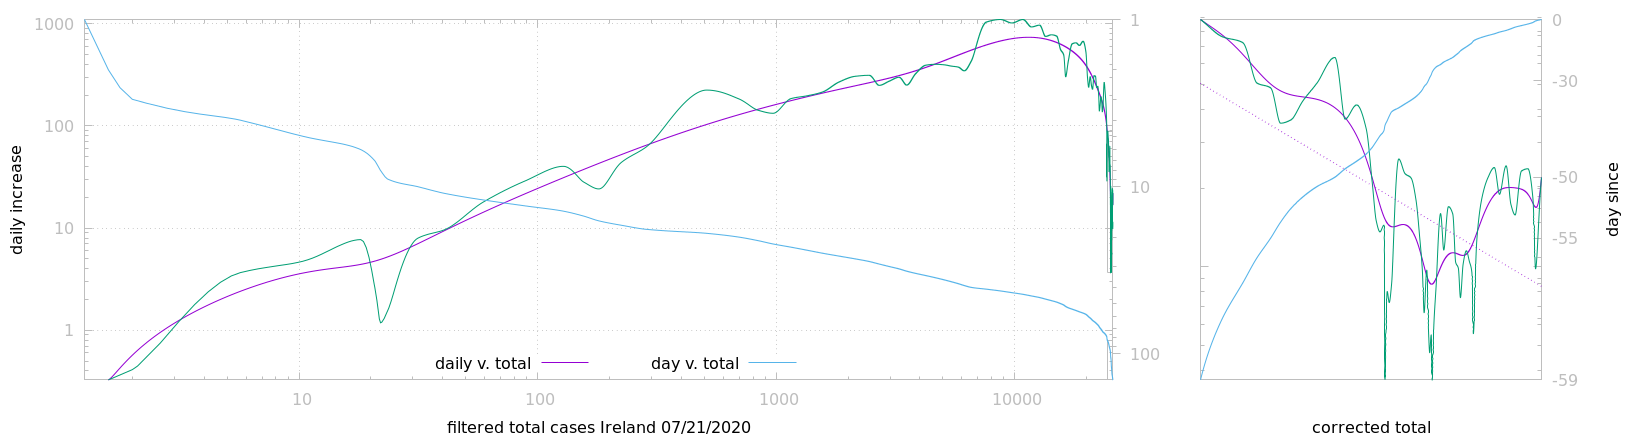 1000
100
10
1
daily increase
daily v. total
day v. total
10
100
1000
10000
filtered total cases Ireland 07/21/2020
1
10
100
0
-30
-50
-55
-59
day since
corrected total